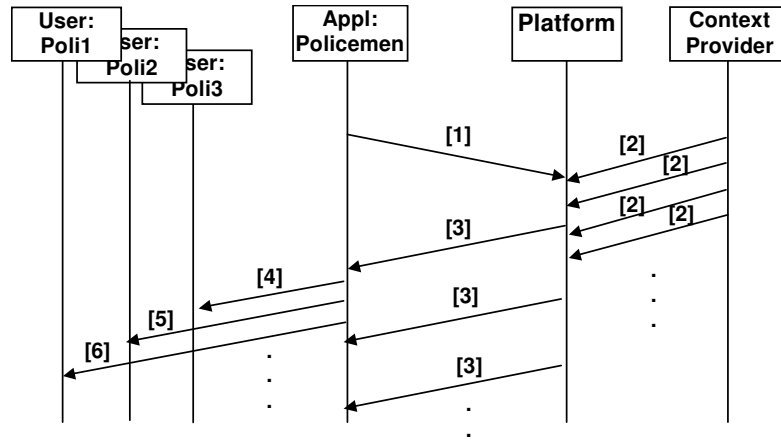 User:
Poli1
ser:
Poli2
ser:
Poli3
Appl:
Policemen
Platform
Context
Provider
[1]
[2]
[2]
[2]
[2]
[3]
[4]
[3]
[5]
[6]
[3]